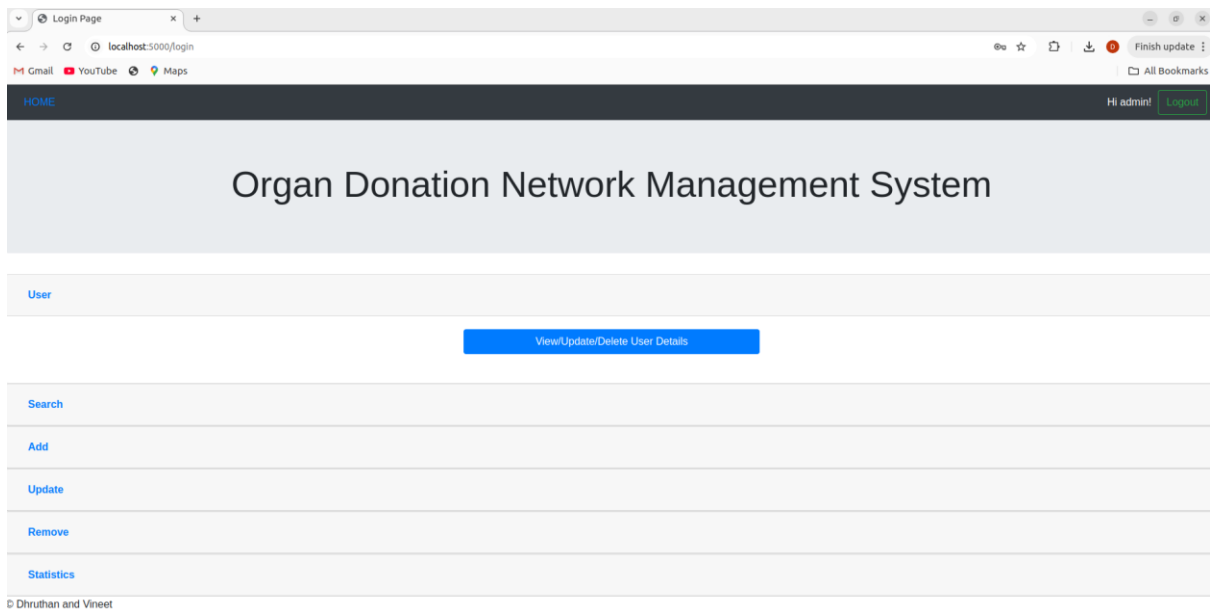 Login Page
localhost:5000/login
Finish update
Gmail YouTube Maps
All Bookmarks
HOME
Hi admin! Logout
Organ Donation Network Management System
User
View/Update/Delete User Details
Search
Add
Update
Remove
Statistics
© Dhruthan and Vineet